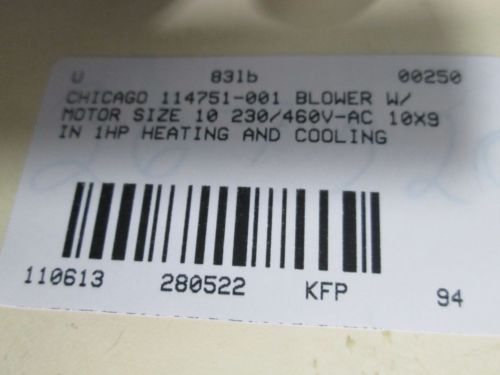 U 831b 00250
CHICAGO 114751-001 BLOWER W/
MOTOR SIZE 10 230/460V-AC 10X9
IN 1HP HEATING AND COOLING
110613 280522 KFP 94